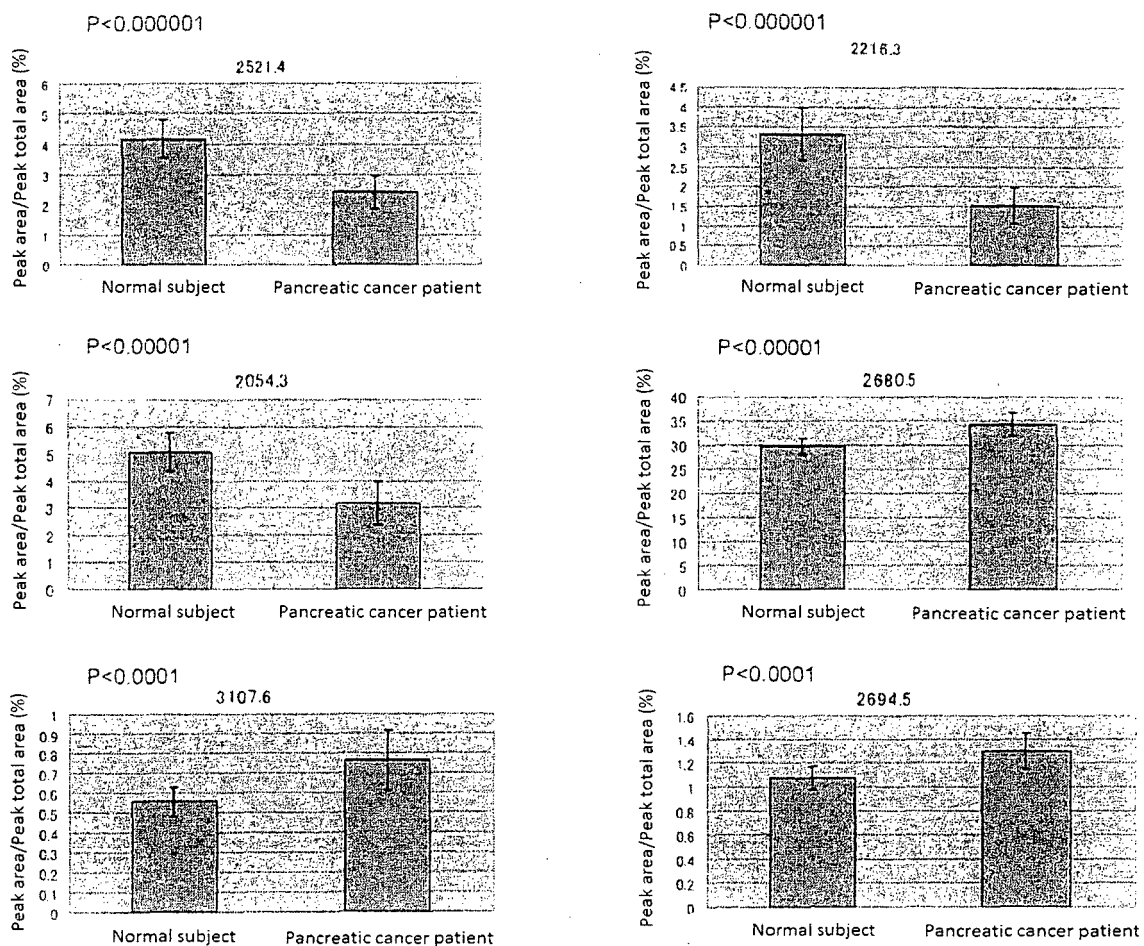 P<0.000001
2521.4
Peak area/Peak total area (%)
6
5
4
3
2
1
0
Normal subject
Pancreatic cancer patient
P<0.000001
2216.3
Peak area/Peak total area (%)
4.5
4
3.5
3
2.5
2
1.5
1
0.5
0
Normal subject
Pancreatic cancer patient
P<0.00001
2054.3
Peak area/Peak total area (%)
7
6
5
4
3
2
1
0
Normal subject
Pancreatic cancer patient
P<0.00001
2680.5
Peak area/Peak total area (%)
40
35
30
25
20
15
10
5
0
Normal subject
Pancreatic cancer patient
P<0.0001
3107.6
Peak area/Peak total area (%)
1
0.9
0.8
0.7
0.6
0.5
0.4
0.3
0.2
0.1
0
Normal subject
Pancreatic cancer patient
P<0.0001
2694.5
Peak area/Peak total area (%)
1.6
1.4
1.2
1
0.8
0.6
0.4
0.2
0
Normal subject
Pancreatic cancer patient